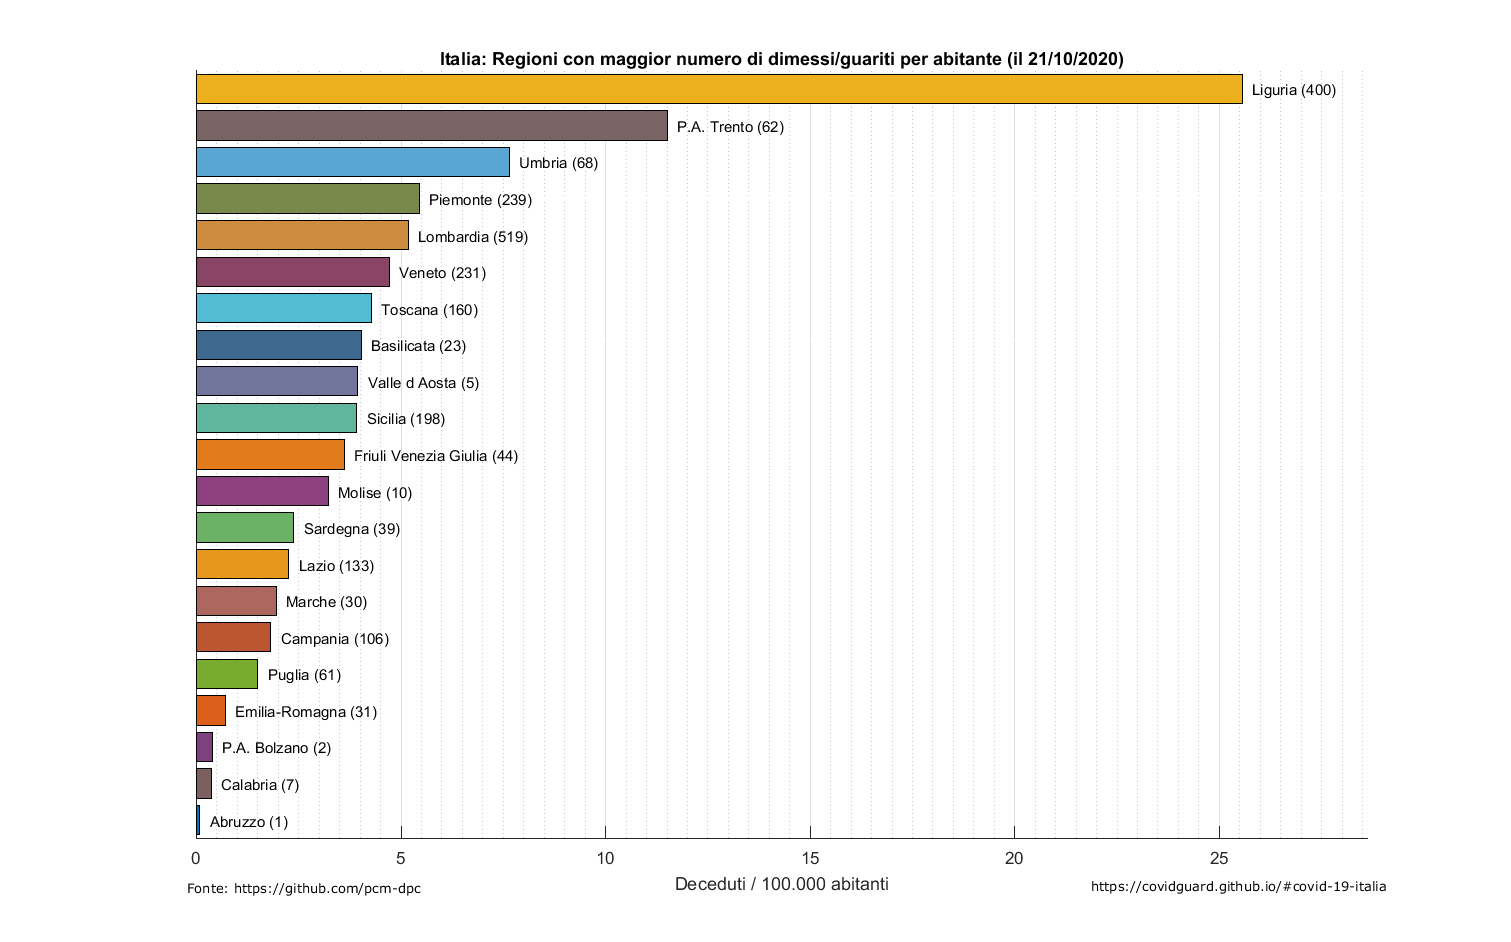 Italia: Regioni con maggior numero di dimessi/guariti per abitante (il 21/10/2020)
Liguria (400)
P.A. Trento (62)
Umbria (68)
Piemonte (239)
Lombardia (519)
Veneto (231)
Toscana (160)
Basilicata (23)
Valle d Aosta (5)
Sicilia (198)
Friuli Venezia Giulia (44)
Molise (10)
Sardegna (39)
Lazio (133)
Marche (30)
Campania (106)
Puglia (61)
Emilia-Romagna (31)
P.A. Bolzano (2)
Calabria (7)
Abruzzo (1)
0 5 10 15 20 25
Deceduti / 100.000 abitanti
Fonte: https://github.com/pcm-dpc
https://covidguard.github.io/#covid-19-italia